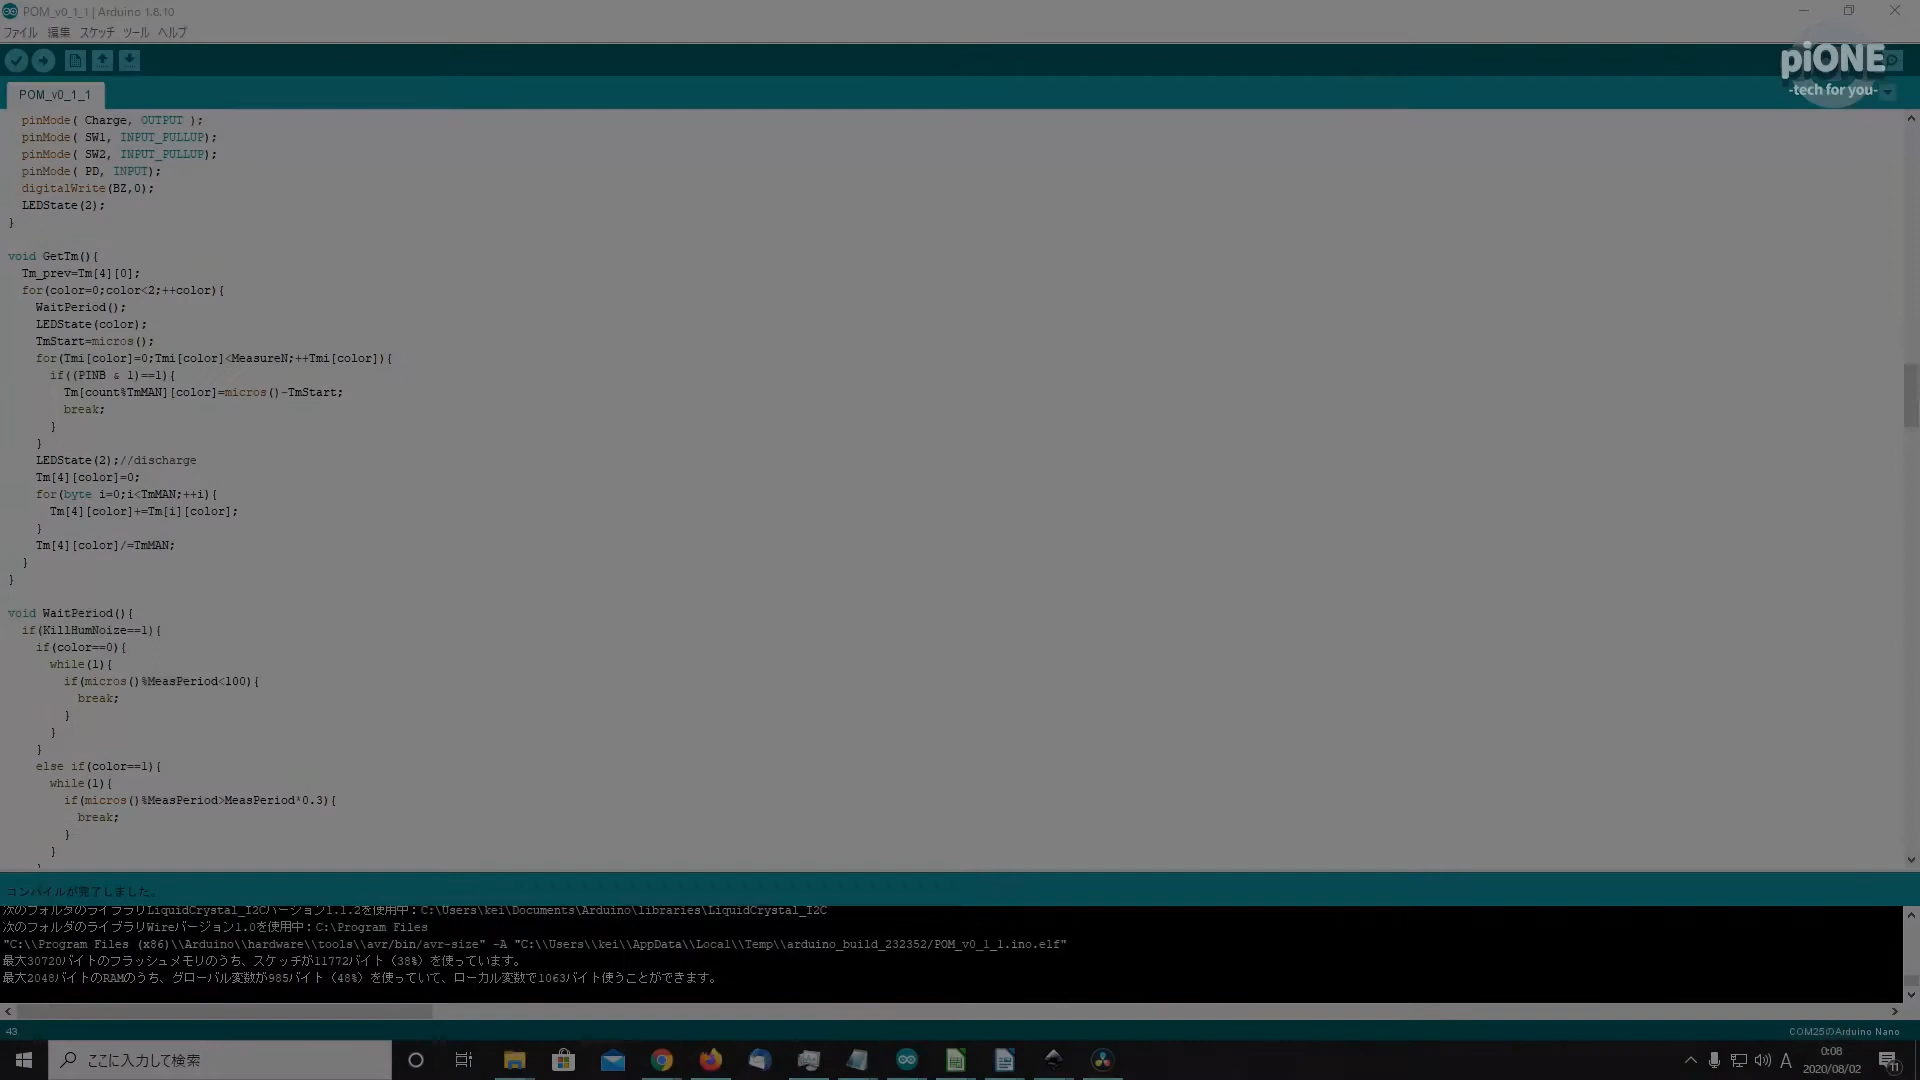 POM_v0_1_1 | Arduino 1.8.10
ファイル 編集 スケッチ ツール ヘルプ
piONE
-tech for you-
POM_v0_1_1
pinMode( Charge, OUTPUT );
pinMode( SW1, INPUT_PULLUP);
pinMode( SW2, INPUT_PULLUP);
pinMode( PD, INPUT);
digitalWrite(BZ,0);
LEDState(2);
}
void GetTm(){
Tm_prev=Tm[4][0];
for(color=0;color<2;++color){
WaitPeriod();
LEDState(color);
TmStart=micros();
for(Tmi[color]=0;Tmi[color]<MeasureN;++Tmi[color]){
if((PINB & 1)==1){
Tm[count%TmMAN][color]=micros()-TmStart;
break;
}
}
LEDState(2);//discharge
Tm[4][color]=0;
for(byte i=0;i<TmMAN;++i){
Tm[4][color]+=Tm[i][color];
}
Tm[4][color]/=TmMAN;
}
}
void WaitPeriod(){
if(KillHumNoize==1){
if(color==0){
while(1){
if(micros()%MeasPeriod<100){
break;
}
}
}
else if(color==1){
while(1){
if(micros()%MeasPeriod>MeasPeriod*0.3){
break;
}
}
コンパイルが完了しました。
次のフォルダのライブラリLiquidCrystal_I2Cバージョン1.1.2を使用中：C:\Users\kei\Documents\Arduino\libraries\LiquidCrystal_I2C
次のフォルダのライブラリWireバージョン1.0を使用中：C:\Program Files
"C:\\Program Files (x86)\\Arduino\\hardware\\tools\\avr/bin/avr-size" -A "C:\\Users\\kei\\AppData\\Local\\Temp\\arduino_build_232352/POM_v0_1_1.ino.elf"
最大30720バイトのフラッシュメモリのうち、スケッチが11772バイト（38%）を使っています。
最大2048バイトのRAMのうち、グローバル変数が985バイト（48%）を使っていて、ローカル変数で1063バイト使うことができます。
43
COM25のArduino Nano
ここに入力して検索
A
0:08
2020/08/02
11